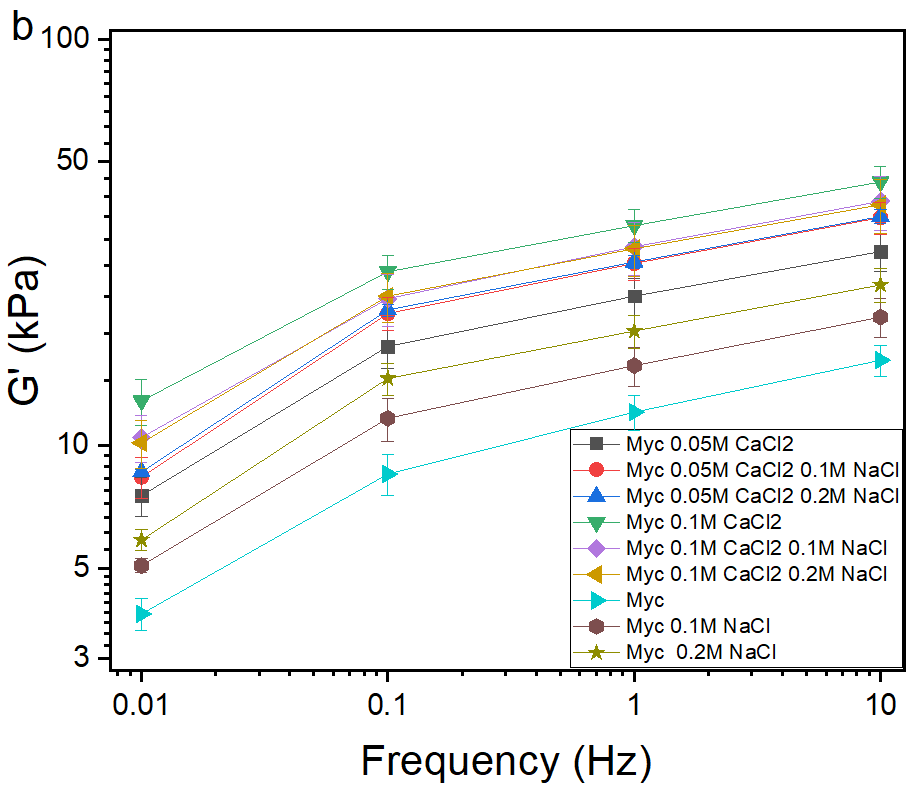 b
100
50
10
5
3
G' (kPa)
Myc 0.05M CaCl2
Myc 0.05M CaCl2 0.1M NaCl
Myc 0.05M CaCl2 0.2M NaCl
Myc 0.1M CaCl2
Myc 0.1M CaCl2 0.1M NaCl
Myc 0.1M CaCl2 0.2M NaCl
Myc
Myc 0.1M NaCl
Myc  0.2M NaCl
0.01 0.1 1 10
Frequency (Hz)